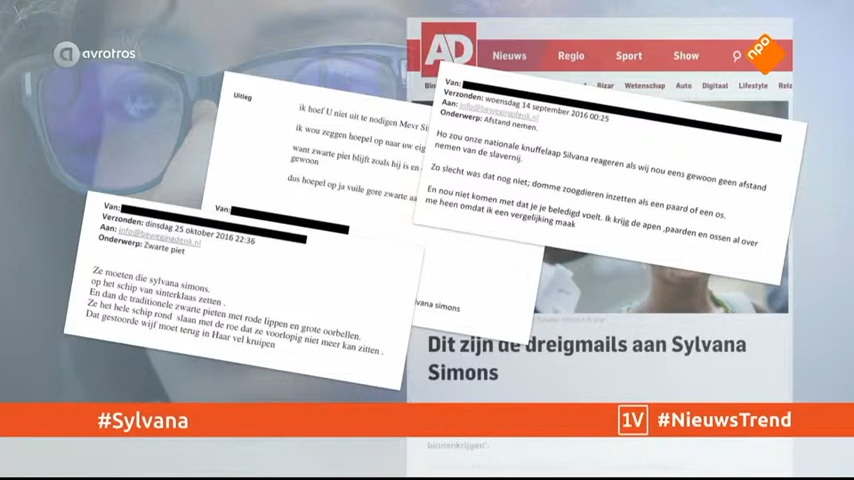 avrotros
AD
Nieuws
Regio
Sport
Show
npo
Bizar
Wetenschap
Auto
Digitaal
Lifestyle
Uitleg
ik hoef U niet uit te nodigen Mevr
ik wou zeggen hoepel op naar uw
want zwarte piet blijft zoals hij is en
gewoon
dus hoepel op ja vuile gore zwarte
Van:
Van:
Verzonden: woensdag 14 september 2016 00:25
Aan: info@bewegingdenk.nl
Onderwerp: Afstand nemen.
Ho zou onze nationale knuffelaap Silvana reageren als wij nou eens gewoon geen afstand
nemen van de slavernij.
Zo slecht was dat nog niet; domme zoogdieren inzetten als een paard of een os.
En nou niet komen met dat je je beledigd voelt. Ik krijg de apen ,paarden en ossen al over
me heen omdat ik een vergelijking maak
Van:
Verzonden: dinsdag 25 oktober 2016 22:36
Aan: info@bewegingdenk.nl
Onderwerp: Zwarte piet
Ze moeten die sylvana simons.
op het schip van sinterklaas zetten .
En dan de traditionele zwarte pieten met rode lippen en grote oorbellen.
Ze het hele schip rond slaan met de roe dat ze voorlopig niet meer kan zitten .
Dat gestoorde wijf moet terug in Haar vel kruipen
simons
Dit zijn de dreigmails aan Sylvana
Simons
#Sylvana
1V #NieuwsTrend
binnenkrijgen'.